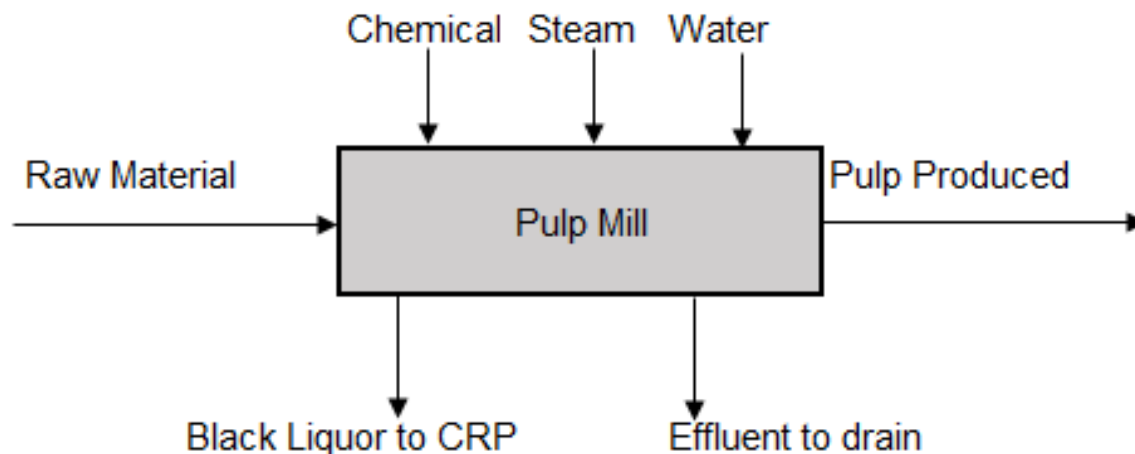 Chemical Steam Water
Raw Material
Pulp Produced
Pulp Mill
Black Liquor to CRP
Effluent to drain